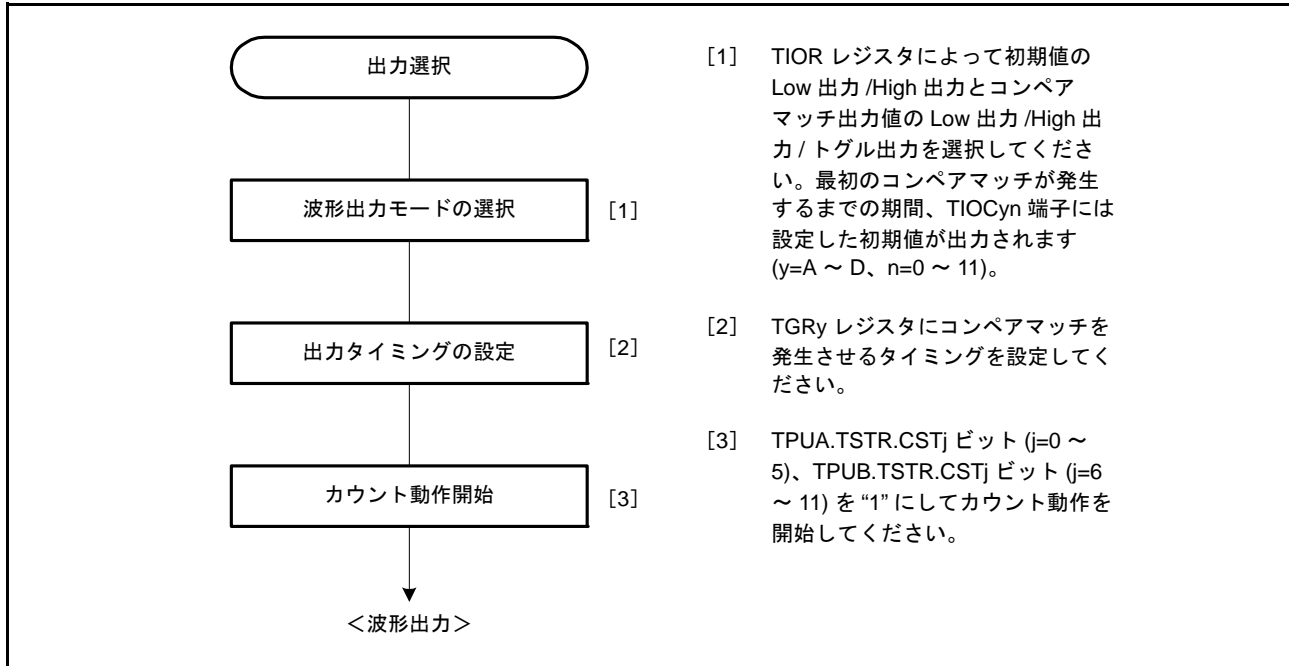 出力選択
波形出力モードの選択 [1]
出力タイミングの設定 [2]
カウント動作開始 [3]
＜波形出力＞
[1] TIOR レジスタによって初期値の
Low 出力 /High 出力とコンペア
マッチ出力値の Low 出力 /High 出
力 / トグル出力を選択してくださ
い。最初のコンペアマッチが発生
するまでの期間、TIOCyn 端子には
設定した初期値が出力されます
(y=A ～ D、n=0 ～ 11)。
[2] TGRy レジスタにコンペアマッチを
発生させるタイミングを設定してく
ださい。
[3] TPUA.TSTR.CSTj ビット (j=0 ～
5)、TPUB.TSTR.CSTj ビット (j=6
～ 11) を “1” にしてカウント動作を
開始してください。